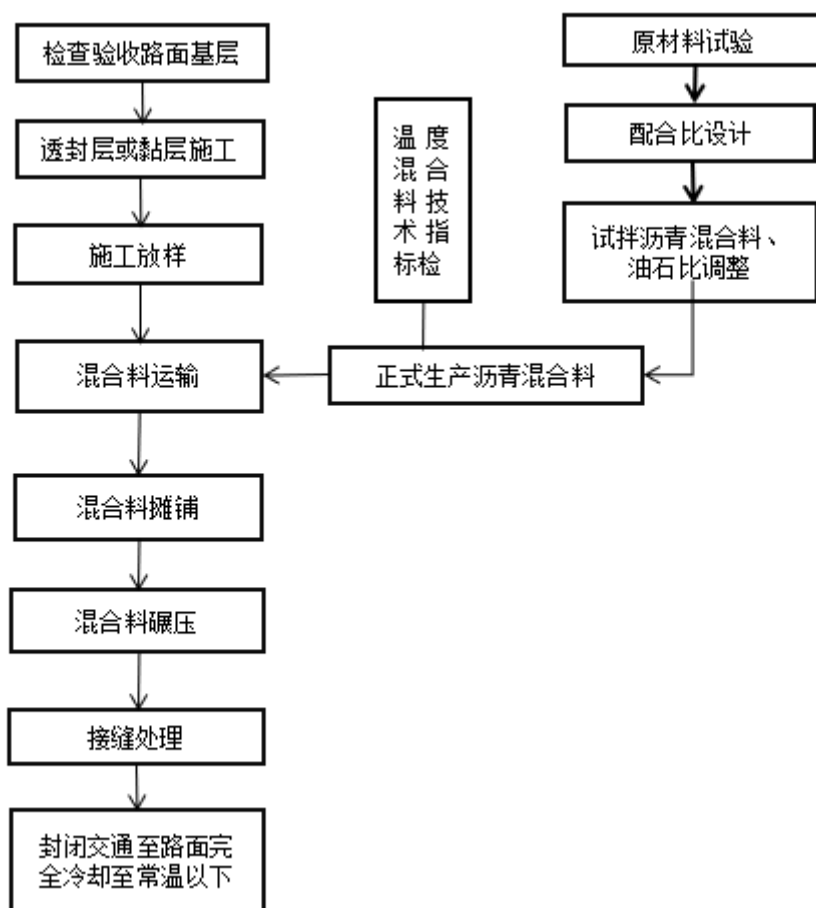 检查验收路面基层
透封层或黏层施工
施工放样
混合料运输
混合料摊铺
混合料碾压
接缝处理
封闭交通至路面完
全冷却至常温以下
温度
混合
料技
术指
标检
正式生产沥青混合料
原材料试验
配合比设计
试拌沥青混合料、
油石比调整